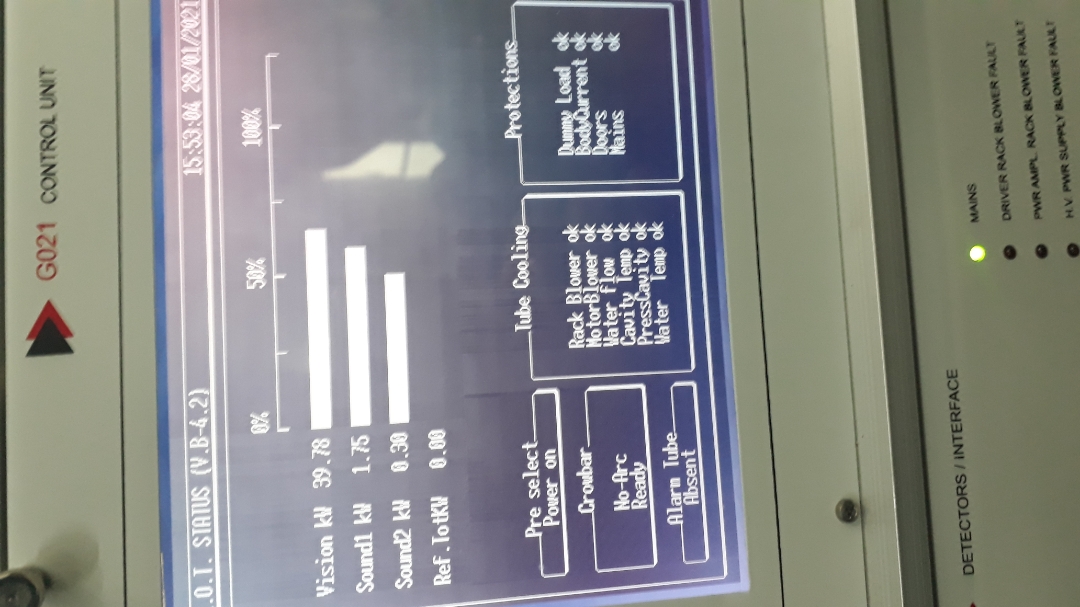 G021 CONTROL UNIT
.O.T. STATUS (V.B-4.2) 15:53:04 28/01/2021
0% 50% 100%
Vision kW 39.78
Sound1 kW 1.75
Sound2 kW 0.30
Ref.TotKW 0.00
Pre select
Power on
Crowbar
No-Arc
Ready
Alarm Tube
Absent
Tube Cooling
Rack Blower ok
MotorBlower ok
Water flow ok
Cavity Temp ok
PressCavity ok
Water Temp ok
Protections
Dummy Load ok
BodyCurrent ok
Doors ok
Mains ok
DETECTORS / INTERFACE
MAINS
DRIVER RACK BLOWER FAULT
PWR AMPL. RACK BLOWER FAULT
H.V. PWR SUPPLY BLOWER FAULT